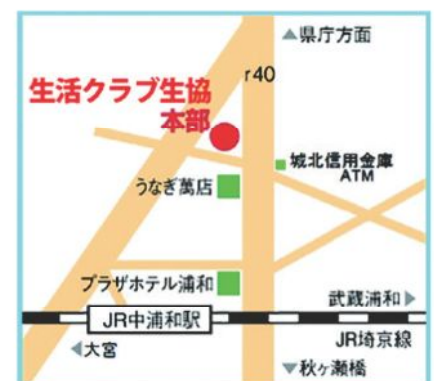 ▲県庁方面
r40
生活クラブ生協
本部
城北信用金庫
ATM
うなぎ萬店
プラザホテル浦和
武蔵浦和▶
JR中浦和駅
JR埼京線
◀大宮
▼秋ヶ瀬橋